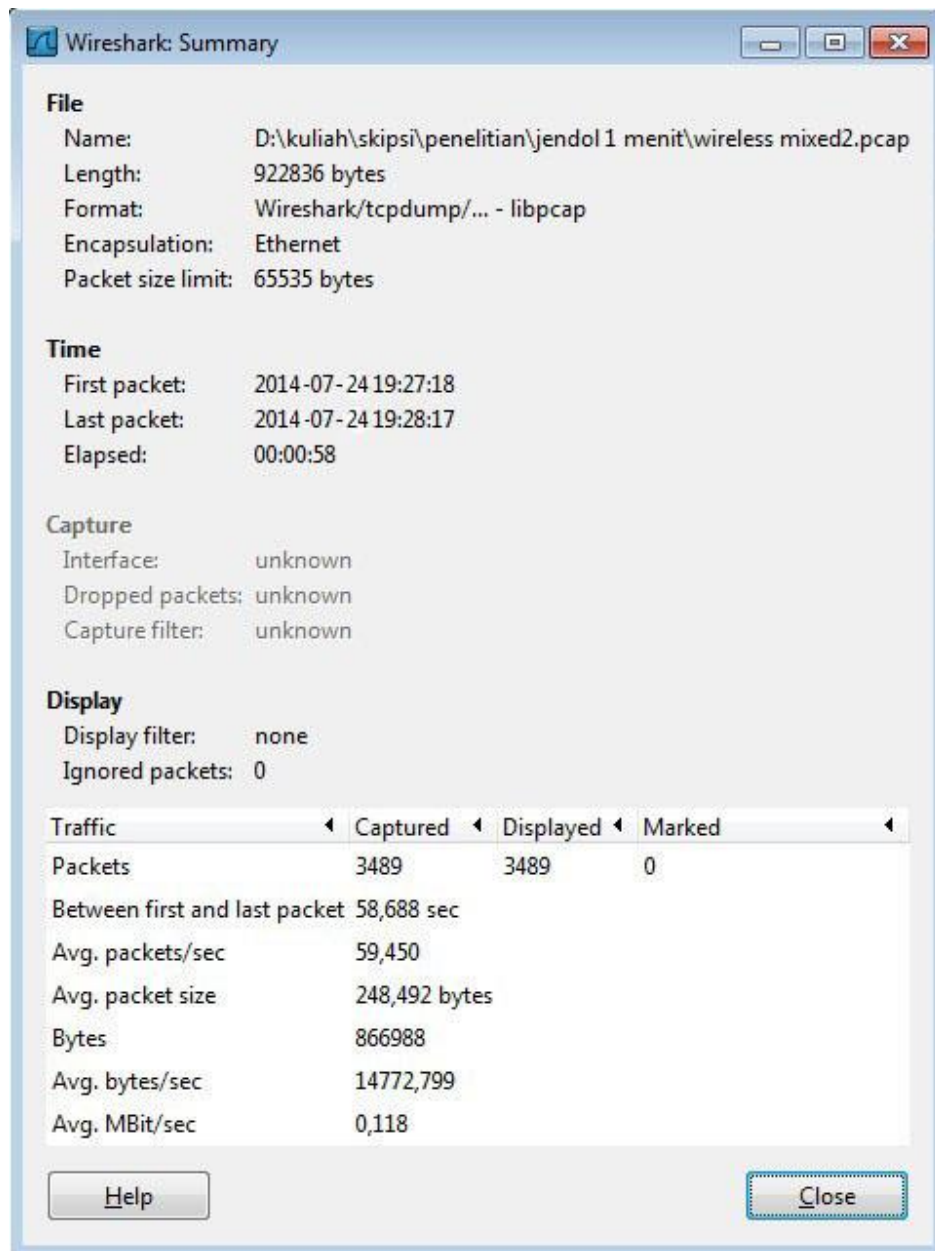 Wireshark: Summary
File
Name: D:\kuliah\skipsi\penelitian\jendol 1 menit\wireless mixed2.pcap
Length: 922836 bytes
Format: Wireshark/tcpdump/... - libpcap
Encapsulation: Ethernet
Packet size limit: 65535 bytes
Time
First packet: 2014-07-24 19:27:18
Last packet: 2014-07-24 19:28:17
Elapsed: 00:00:58
Capture
Interface: unknown
Dropped packets: unknown
Capture filter: unknown
Display
Display filter: none
Ignored packets: 0
Traffic Captured Displayed Marked
Packets 3489 3489 0
Between first and last packet 58,688 sec
Avg. packets/sec 59,450
Avg. packet size 248,492 bytes
Bytes 866988
Avg. bytes/sec 14772,799
Avg. MBit/sec 0,118
Help Close